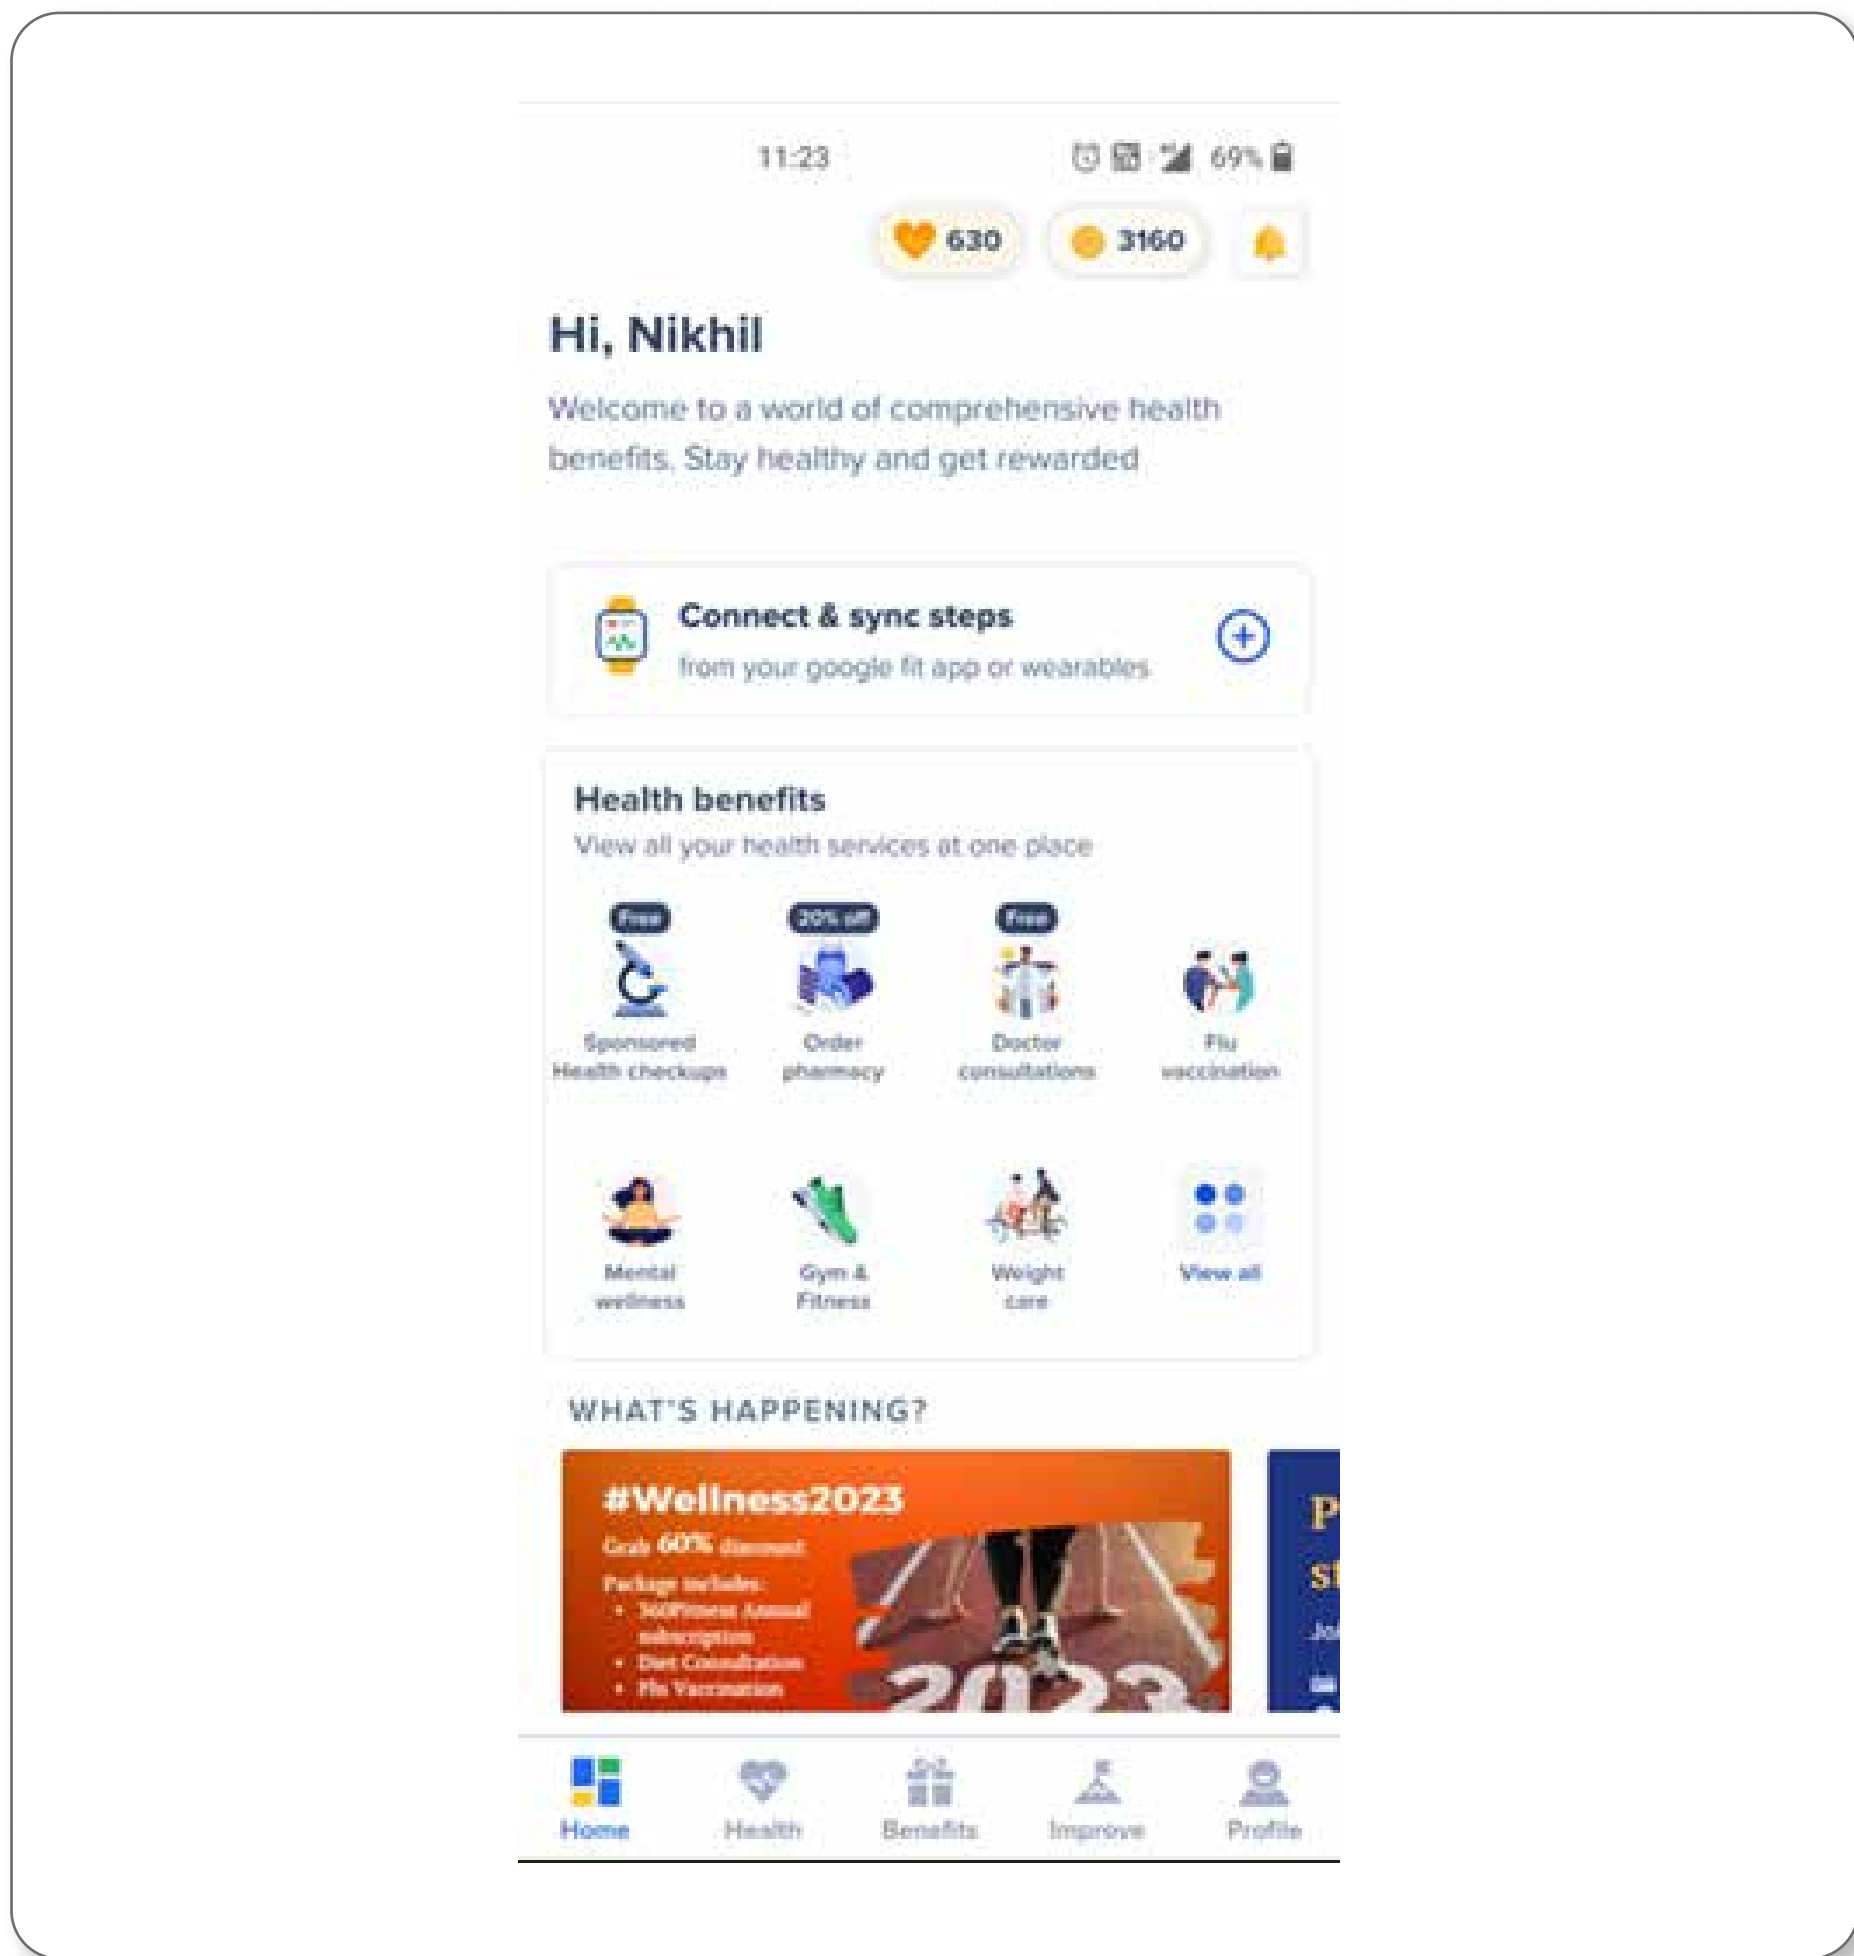 11:23
69%
630
3160
Hi, Nikhil
Welcome to a world of comprehensive health
benefits. Stay healthy and get rewarded
Connect & sync steps
from your google fit app or wearables
Health benefits
View all your health services at one place
Free
20% off
Free
Sponsored
Health checkups
Order
pharmacy
Doctor
consultations
Flu
vaccination
Mental
wellness
Gym &
Fitness
Weight
care
View all
WHAT'S HAPPENING?
#Wellness2023
Grab 60% discount
Package includes:
• 360Fitness Annual
subscription
• Diet Consultation
• Flu Vaccination
2023
Home
Health
Benefits
Improve
Profile